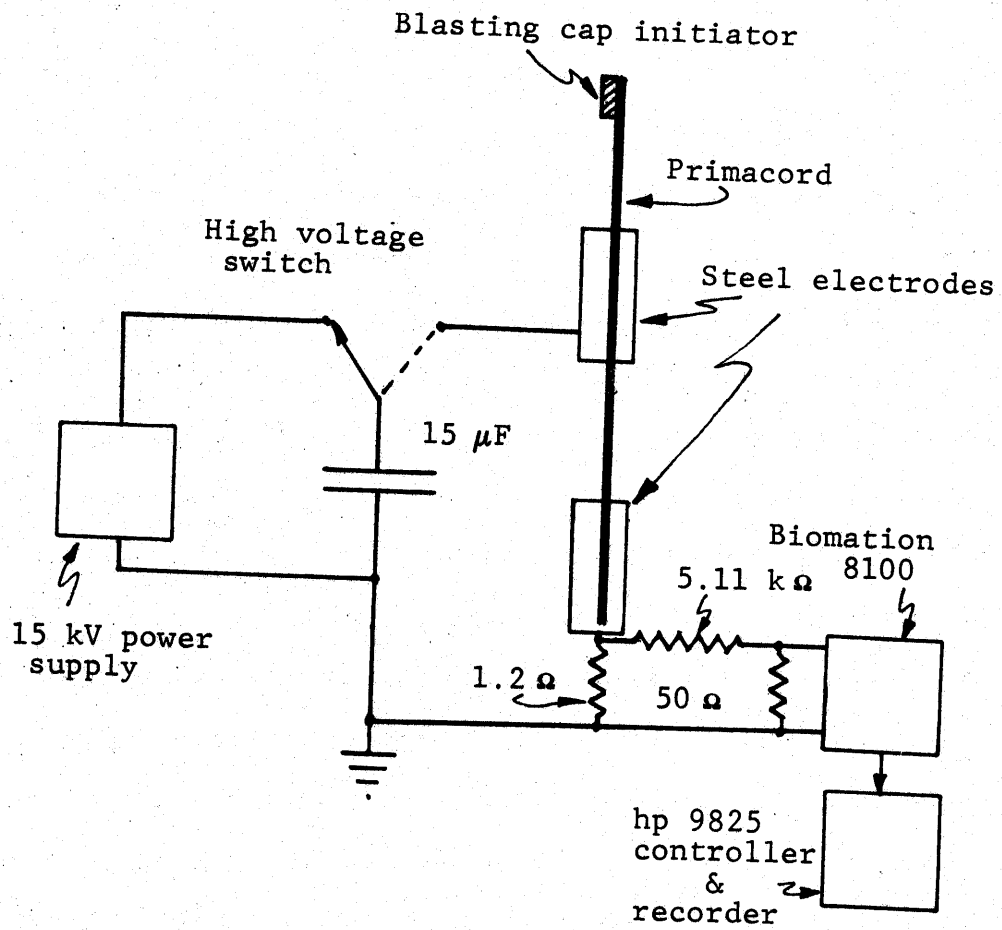 Blasting cap initiator
Primacord
High voltage
switch
Steel electrodes
15 μF
Biomation
8100
5.11 kΩ
15 kV power
supply
1.2 Ω
50 Ω
hp 9825
controller
&
recorder